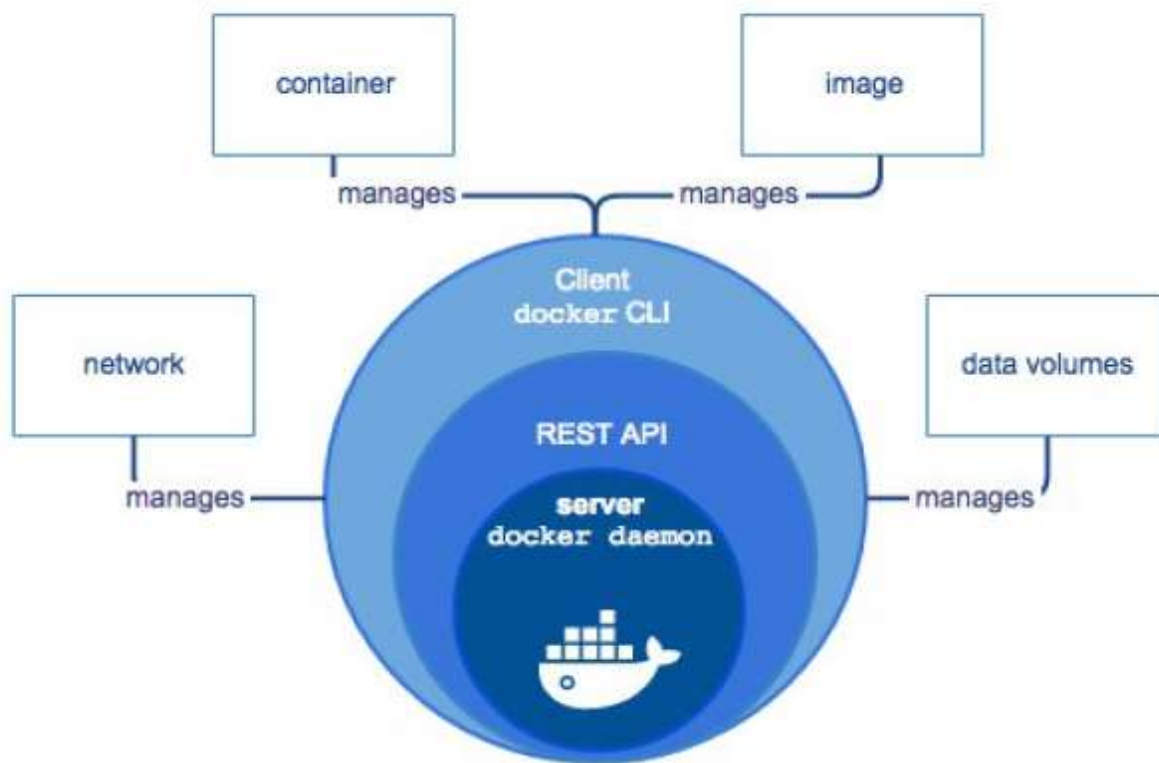 container
image
manages
manages
Client
docker CLI
network
data volumes
REST API
manages
server
manages
docker daemon